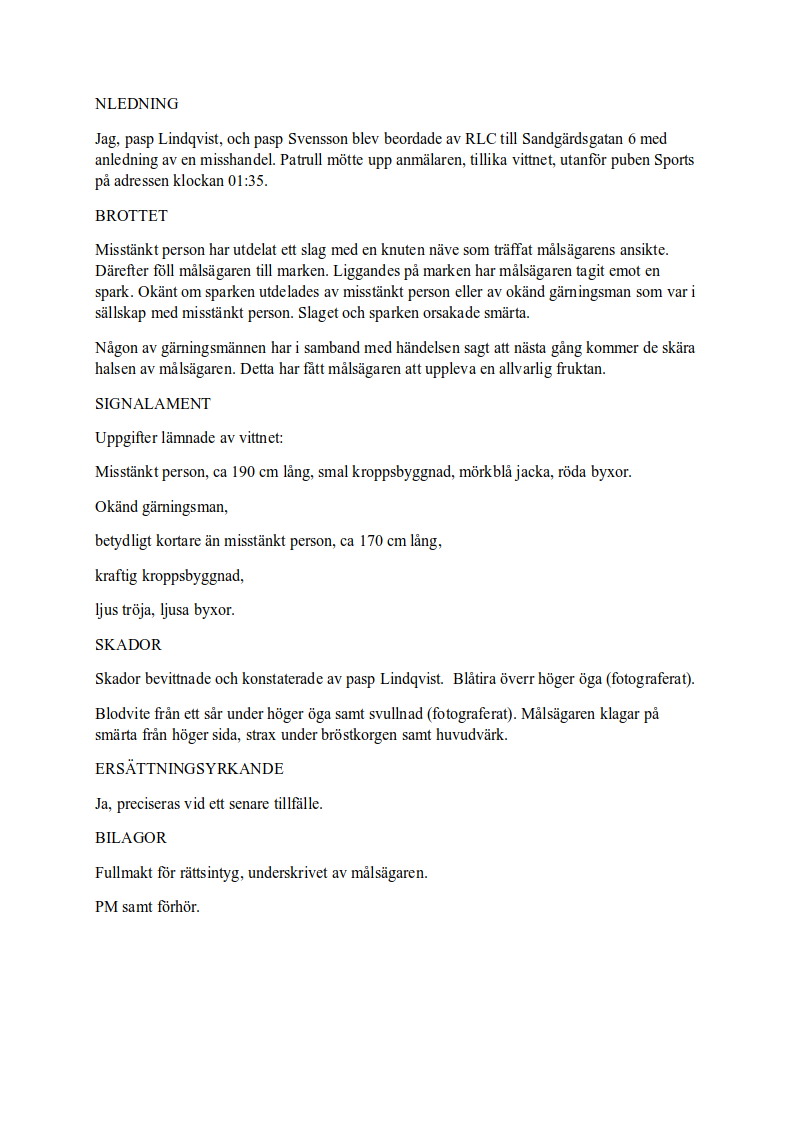 NLEDNING
Jag, pasp Lindqvist, och pasp Svensson blev beordade av RLC till Sandgärdsgatan 6 med
anledning av en misshandel. Patrull mötte upp anmälaren, tillika vittnet, utanför puben Sports
på adressen klockan 01:35.
BROTTET
Misstänkt person har utdelat ett slag med en knuten näve som träffat målsägarens ansikte.
Därefter föll målsägaren till marken. Liggandes på marken har målsägaren tagit emot en
spark. Okänt om sparken utdelades av misstänkt person eller av okänd gärningsman som var i
sällskap med misstänkt person. Slaget och sparken orsakade smärta.
Någon av gärningsmännen har i samband med händelsen sagt att nästa gång kommer de skära
halsen av målsägaren. Detta har fått målsägaren att uppleva en allvarlig fruktan.
SIGNALAMENT
Uppgifter lämnade av vittnet:
Misstänkt person, ca 190 cm lång, smal kroppsbyggnad, mörkblå jacka, röda byxor.
Okänd gärningsman,
betydligt kortare än misstänkt person, ca 170 cm lång,
kraftig kroppsbyggnad,
ljus tröja, ljusa byxor.
SKADOR
Skador bevittnade och konstaterade av pasp Lindqvist.  Blåtira överr höger öga (fotograferat).
Blodvite från ett sår under höger öga samt svullnad (fotograferat). Målsägaren klagar på
smärta från höger sida, strax under bröstkorgen samt huvudvärk.
ERSÄTTNINGSYRKANDE
Ja, preciseras vid ett senare tillfälle.
BILAGOR
Fullmakt för rättsintyg, underskrivet av målsägaren.
PM samt förhör.